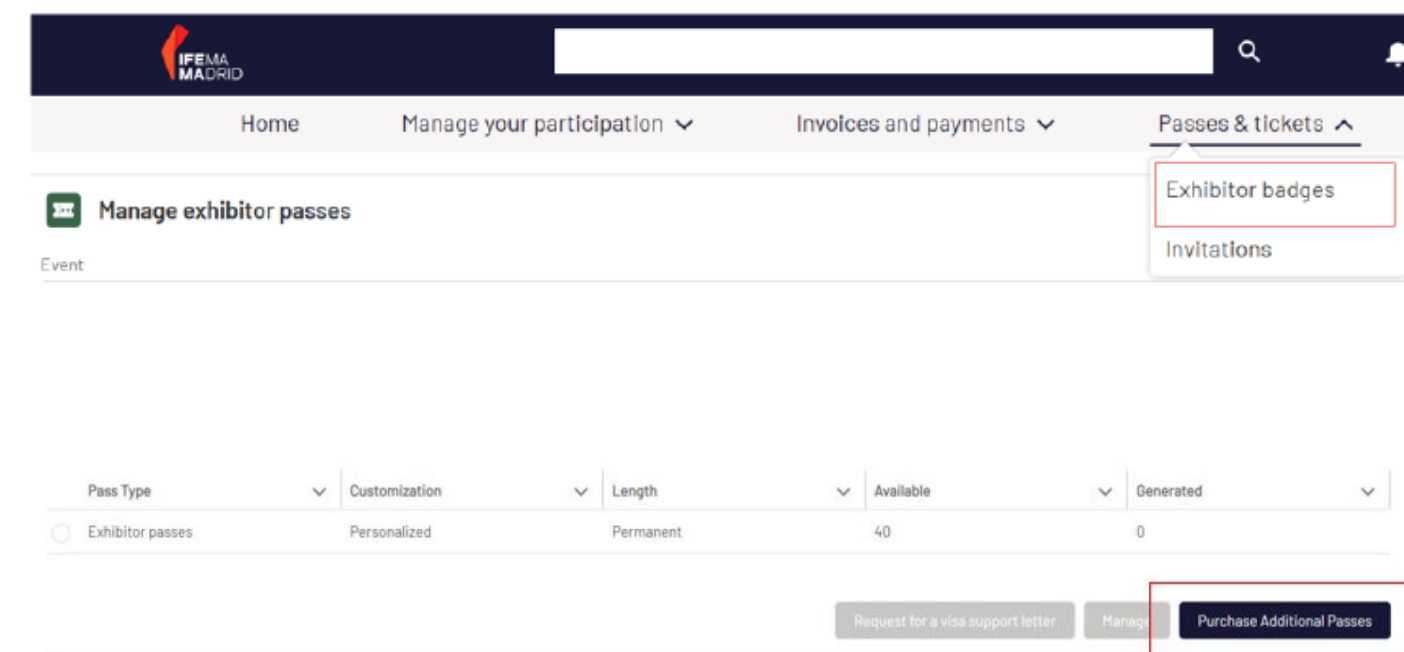 IFEMA
MADRID
Home Manage your participation Invoices and payments Passes & tickets
Exhibitor badges
Manage exhibitor passes
Invitations
Event
Pass Type Customization Length Available Generated
Exhibitor passes Personalized Permanent 40 0
Request for a visa support letter Manage Purchase Additional Passes